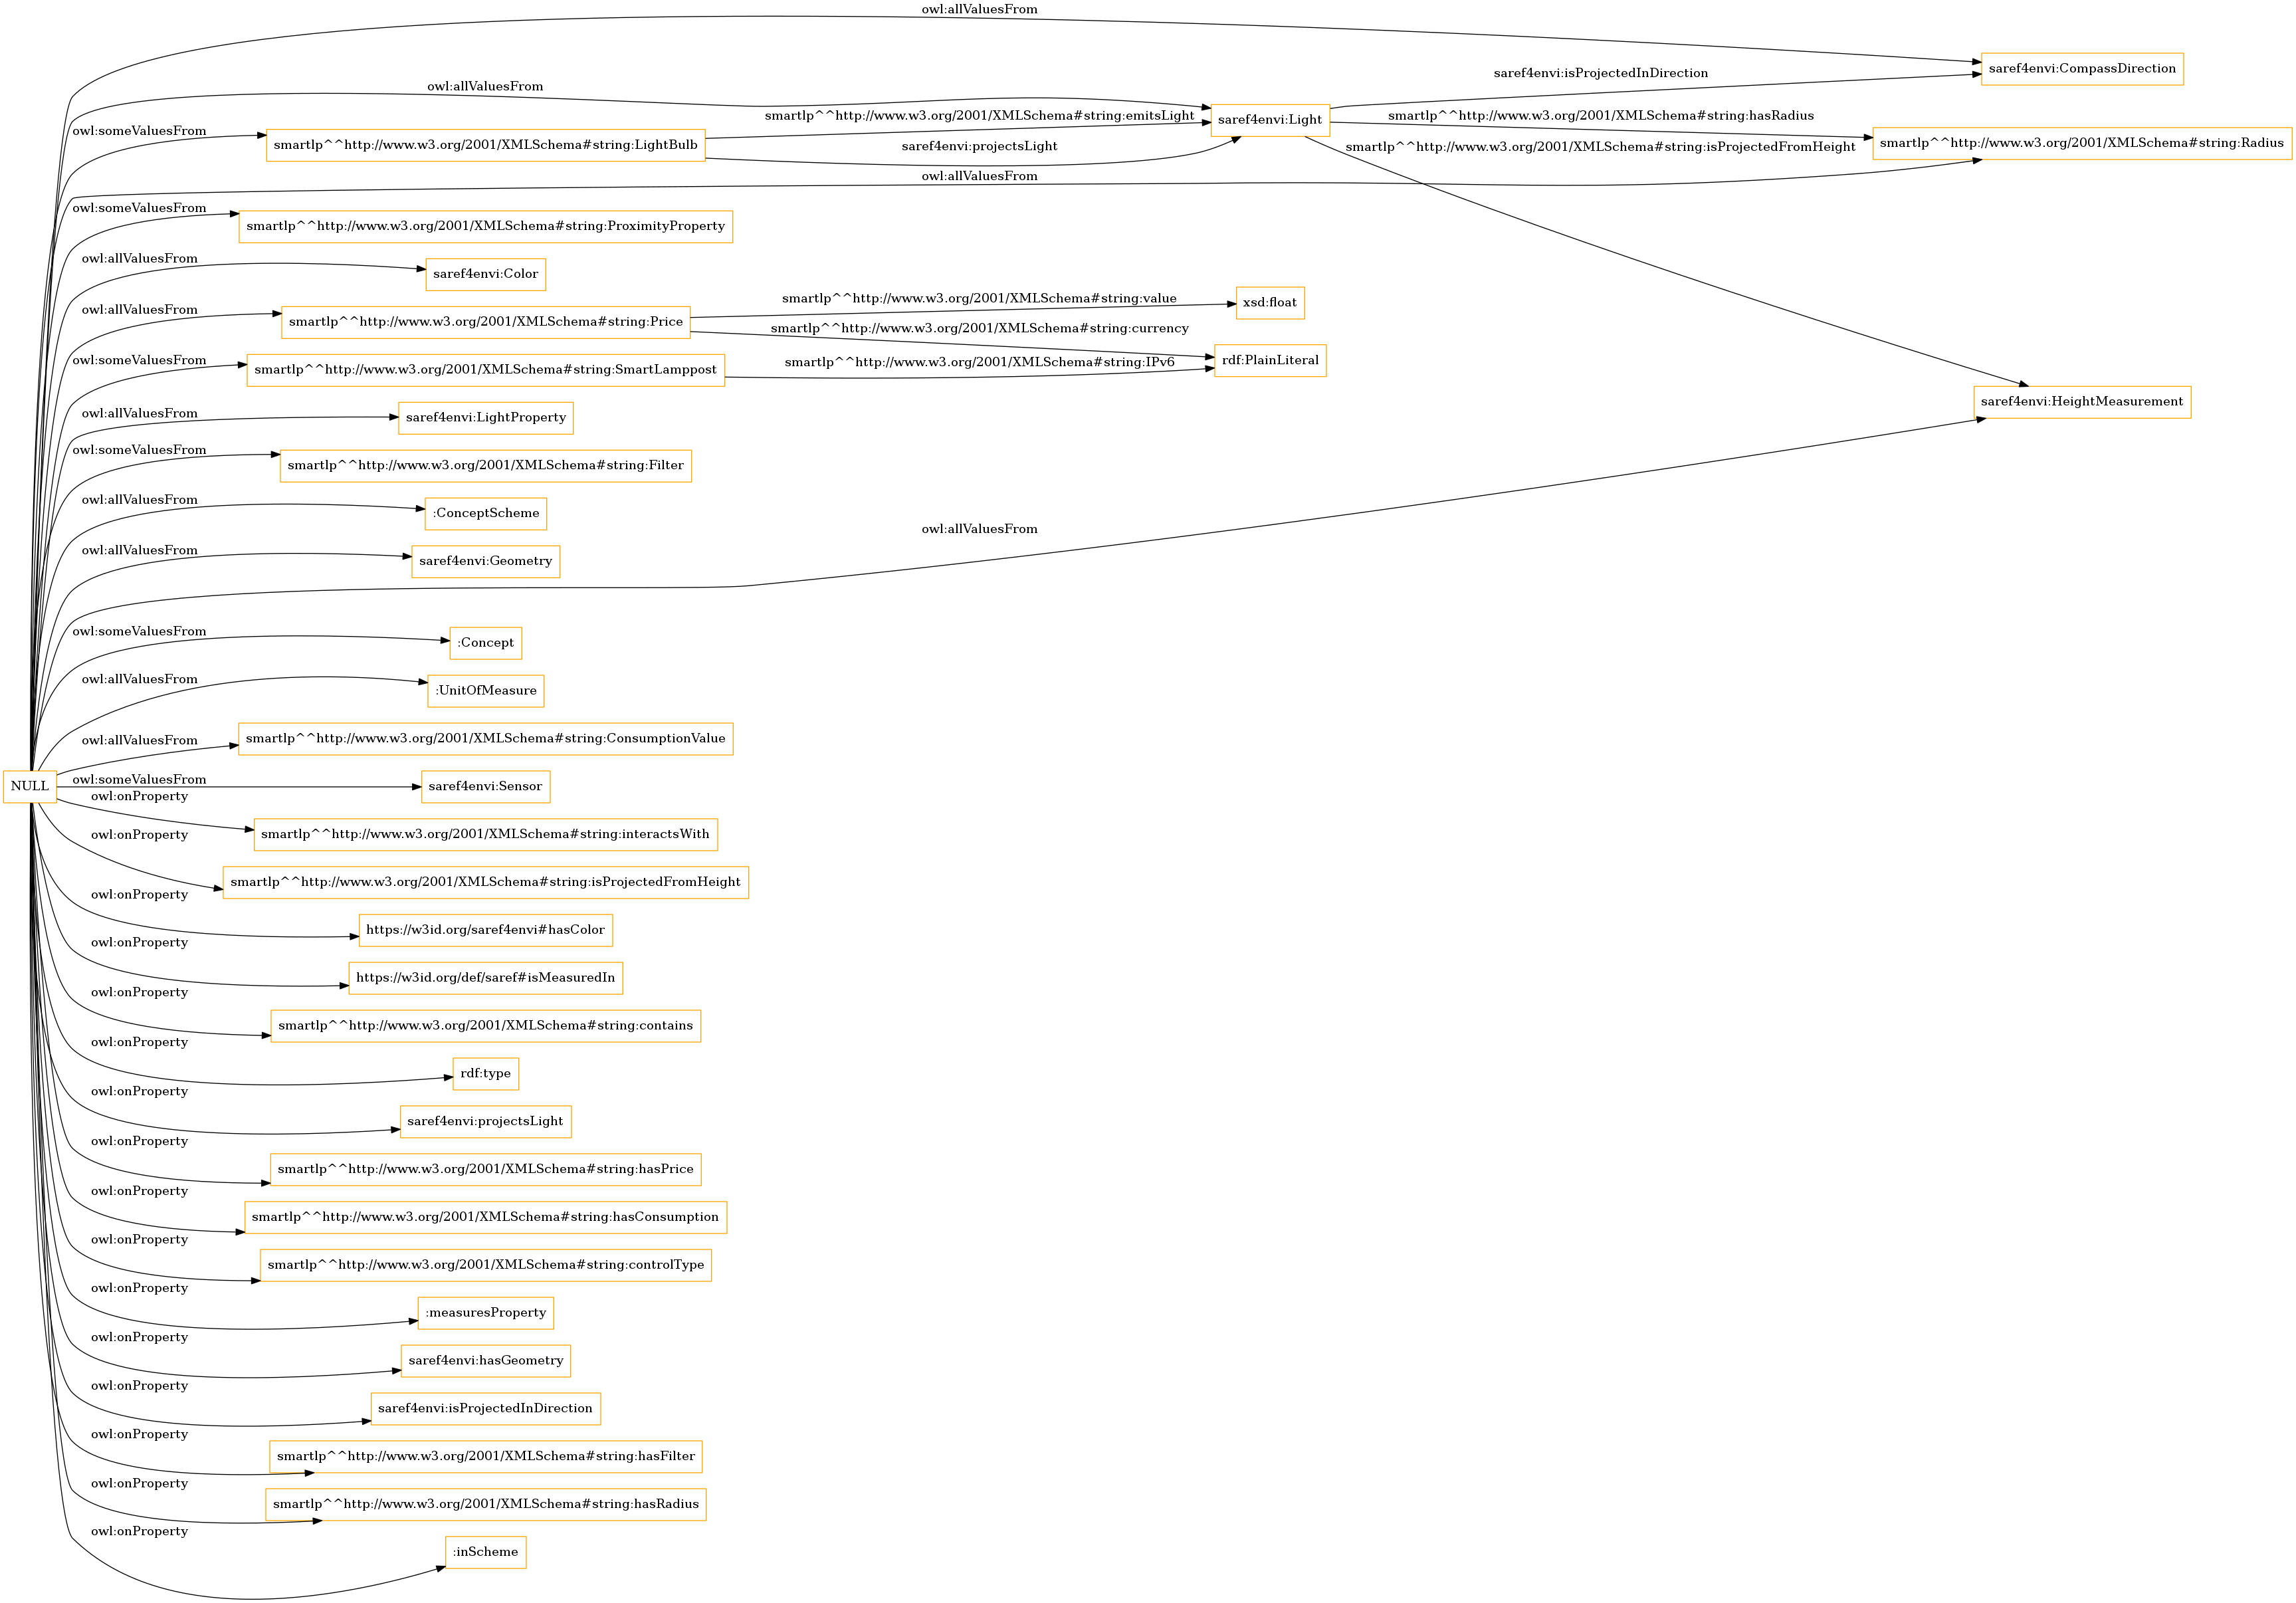 owl:allValuesFrom
saref4envi:CompassDirection
saref4envi:isProjectedInDirection
owl:allValuesFrom
smartlp^^http://www.w3.org/2001/XMLSchema#string:emitsLight
saref4envi:Light
smartlp^^http://www.w3.org/2001/XMLSchema#string:hasRadius
owl:someValuesFrom
smartlp^^http://www.w3.org/2001/XMLSchema#string:LightBulb
saref4envi:projectsLight
smartlp^^http://www.w3.org/2001/XMLSchema#string:isProjectedFromHeight
smartlp^^http://www.w3.org/2001/XMLSchema#string:Radius
owl:allValuesFrom
owl:someValuesFrom
smartlp^^http://www.w3.org/2001/XMLSchema#string:ProximityProperty
owl:allValuesFrom
saref4envi:Color
owl:allValuesFrom
smartlp^^http://www.w3.org/2001/XMLSchema#string:Price
smartlp^^http://www.w3.org/2001/XMLSchema#string:value
xsd:float
smartlp^^http://www.w3.org/2001/XMLSchema#string:currency
owl:someValuesFrom
smartlp^^http://www.w3.org/2001/XMLSchema#string:SmartLamppost
smartlp^^http://www.w3.org/2001/XMLSchema#string:IPv6
rdf:PlainLiteral
saref4envi:HeightMeasurement
owl:allValuesFrom
saref4envi:LightProperty
owl:someValuesFrom
smartlp^^http://www.w3.org/2001/XMLSchema#string:Filter
owl:allValuesFrom
:ConceptScheme
owl:allValuesFrom
owl:allValuesFrom
saref4envi:Geometry
owl:someValuesFrom
:Concept
owl:allValuesFrom
:UnitOfMeasure
owl:allValuesFrom
smartlp^^http://www.w3.org/2001/XMLSchema#string:ConsumptionValue
NULL
owl:someValuesFrom
saref4envi:Sensor
owl:onProperty
smartlp^^http://www.w3.org/2001/XMLSchema#string:interactsWith
owl:onProperty
smartlp^^http://www.w3.org/2001/XMLSchema#string:isProjectedFromHeight
owl:onProperty
https://w3id.org/saref4envi#hasColor
owl:onProperty
https://w3id.org/def/saref#isMeasuredIn
owl:onProperty
smartlp^^http://www.w3.org/2001/XMLSchema#string:contains
owl:onProperty
rdf:type
owl:onProperty
saref4envi:projectsLight
owl:onProperty
smartlp^^http://www.w3.org/2001/XMLSchema#string:hasPrice
owl:onProperty
smartlp^^http://www.w3.org/2001/XMLSchema#string:hasConsumption
owl:onProperty
smartlp^^http://www.w3.org/2001/XMLSchema#string:controlType
owl:onProperty
:measuresProperty
owl:onProperty
saref4envi:hasGeometry
owl:onProperty
saref4envi:isProjectedInDirection
owl:onProperty
smartlp^^http://www.w3.org/2001/XMLSchema#string:hasFilter
owl:onProperty
smartlp^^http://www.w3.org/2001/XMLSchema#string:hasRadius
owl:onProperty
:inScheme